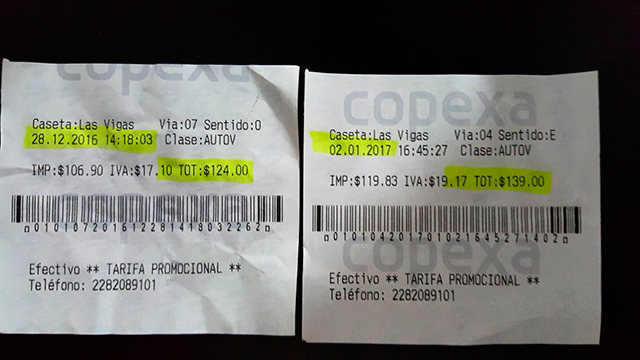 copexa
Caseta:Las Vigas Via:07 Sentido:O
28.12.2016 14:18:03 Clase:AUTOV
IMP:$106.90 IVA:$17.10 TOT:$124.00
0101072016122814180332262
Efectivo ** TARIFA PROMOCIONAL **
Teléfono: 2282089101
copexa
Caseta:Las Vigas Via:04 Sentido:E
02.01.2017 16:45:27 Clase:AUTOV
IMP:$119.83 IVA:$19.17 TOT:$139.00
0101042017010216452714021
copexa
Efectivo ** TARIFA PROMOCIONAL **
Teléfono: 2282089101